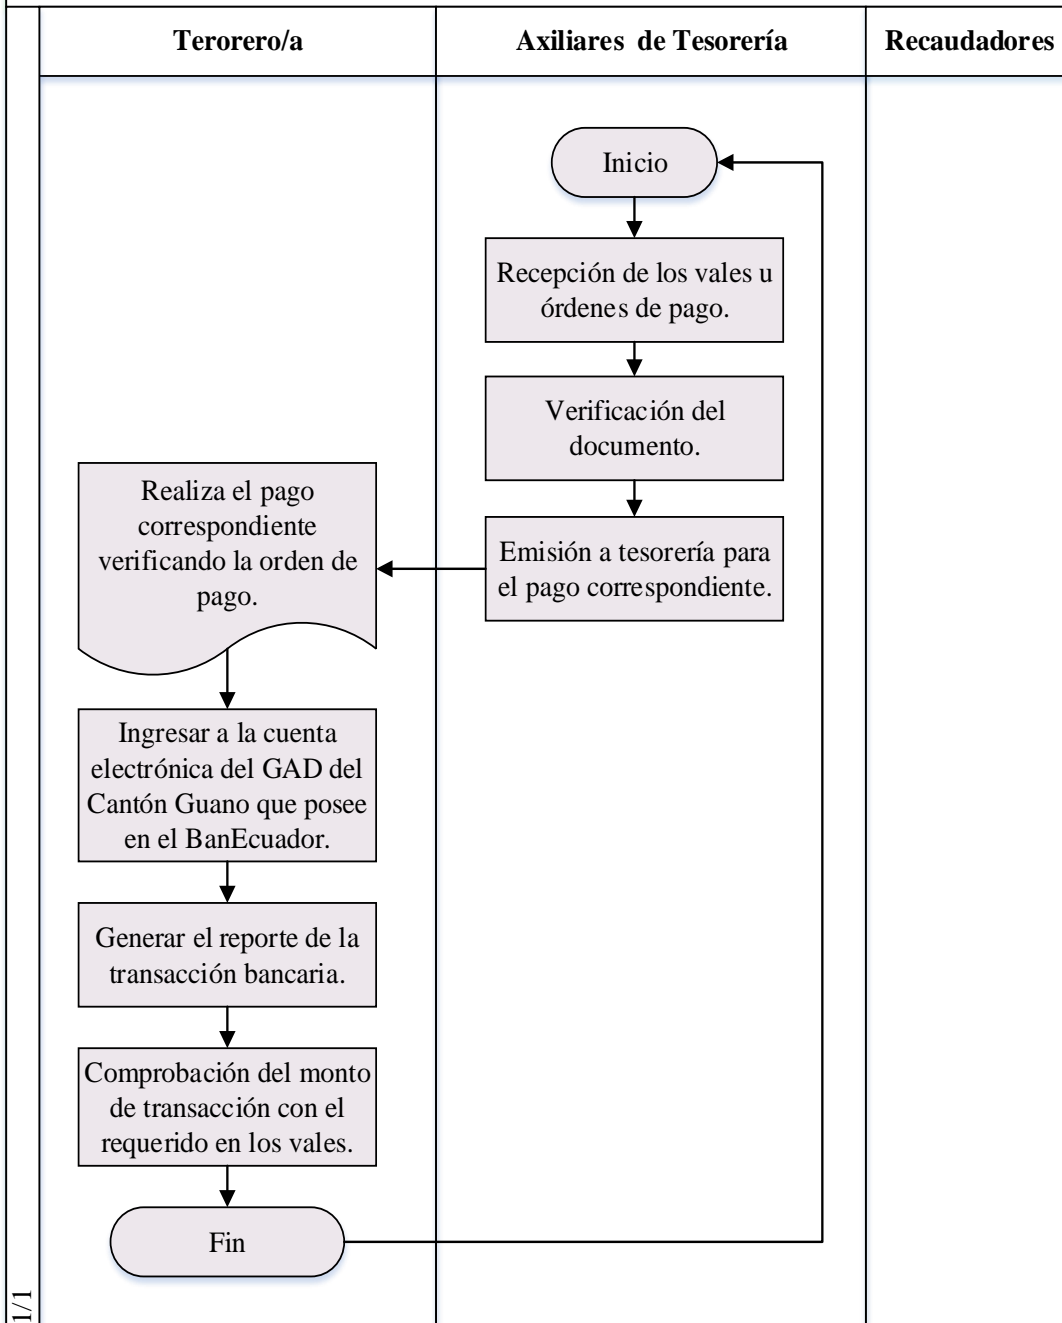 Terorero/a
Axiliares de Tesorería
Recaudadores
Inicio
Recepción de los vales u
órdenes de pago.
Verificación del
documento.
Emisión a tesorería para
el pago correspondiente.
Realiza el pago
correspondiente
verificando la orden de
pago.
Ingresar a la cuenta
electrónica del GAD del
Cantón Guano que posee
en el BanEcuador.
Generar el reporte de la
transacción bancaria.
Comprobación del monto
de transacción con el
requerido en los vales.
Fin
1/1